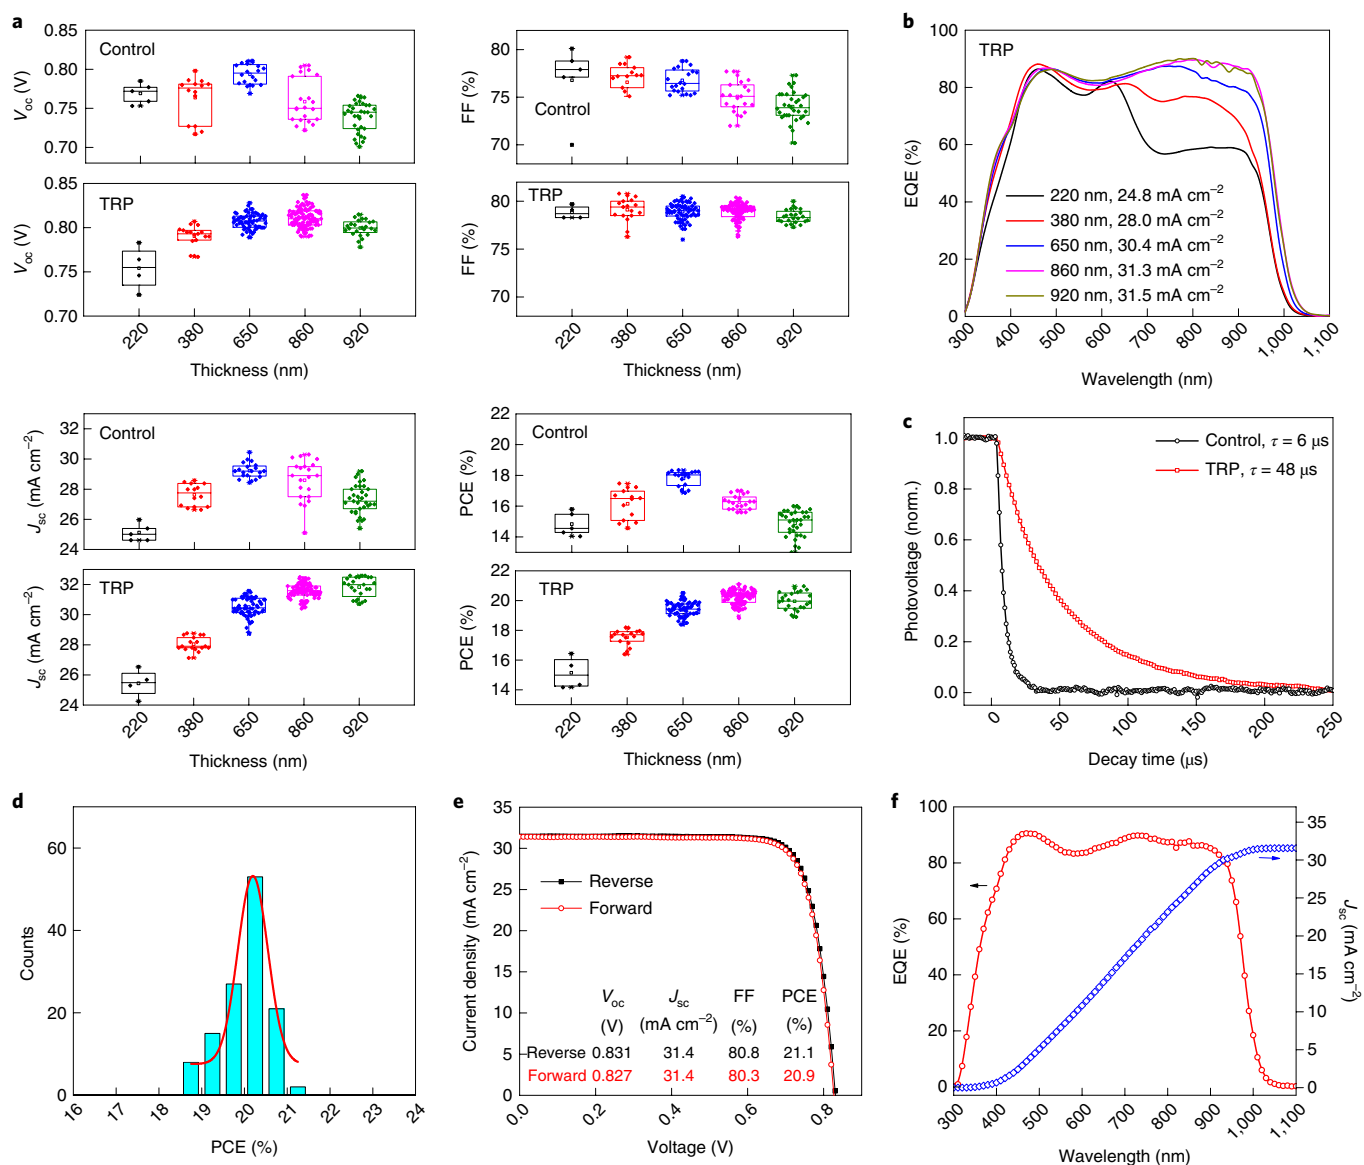 a
Control
V_oc (V)
0.85
0.80
0.75
0.70
TRP
V_oc (V)
0.85
0.80
0.75
0.70
220
380
650
860
920
Thickness (nm)
Control
FF (%)
80
75
70
TRP
FF (%)
80
75
70
67
220
380
650
860
920
Thickness (nm)
b
TRP
EQE (%)
100
80
60
40
20
0
220 nm, 24.8 mA cm⁻²
380 nm, 28.0 mA cm⁻²
650 nm, 30.4 mA cm⁻²
860 nm, 31.3 mA cm⁻²
920 nm, 31.5 mA cm⁻²
300
400
500
600
700
800
900
1,000
1,100
Wavelength (nm)
Control
J_sc (mA cm⁻²)
32
30
28
26
24
TRP
J_sc (mA cm⁻²)
32
30
28
26
24
220
380
650
860
920
Thickness (nm)
Control
PCE (%)
22
20
18
16
14
TRP
PCE (%)
22
20
18
16
14
220
380
650
860
920
Thickness (nm)
c
Control, τ = 6 μs
TRP, τ = 48 μs
Photovoltage (norm.)
1.0
0.8
0.6
0.4
0.2
0.0
0
50
100
150
200
250
Decay time (μs)
d
Counts
60
40
20
0
16
17
18
19
20
21
22
23
24
PCE (%)
e
Current density (mA cm⁻²)
35
30
25
20
15
10
5
0
Reverse
Forward
V_oc J_sc FF PCE
(V) (mA cm⁻²) (%) (%)
Reverse 0.831 31.4 80.8 21.1
Forward 0.827 31.4 80.3 20.9
0.0
0.2
0.4
0.6
0.8
Voltage (V)
f
EQE (%)
100
80
60
40
20
0
J_sc (mA cm⁻²)
35
30
25
20
15
10
5
0
300
400
500
600
700
800
900
1,000
1,100
Wavelength (nm)